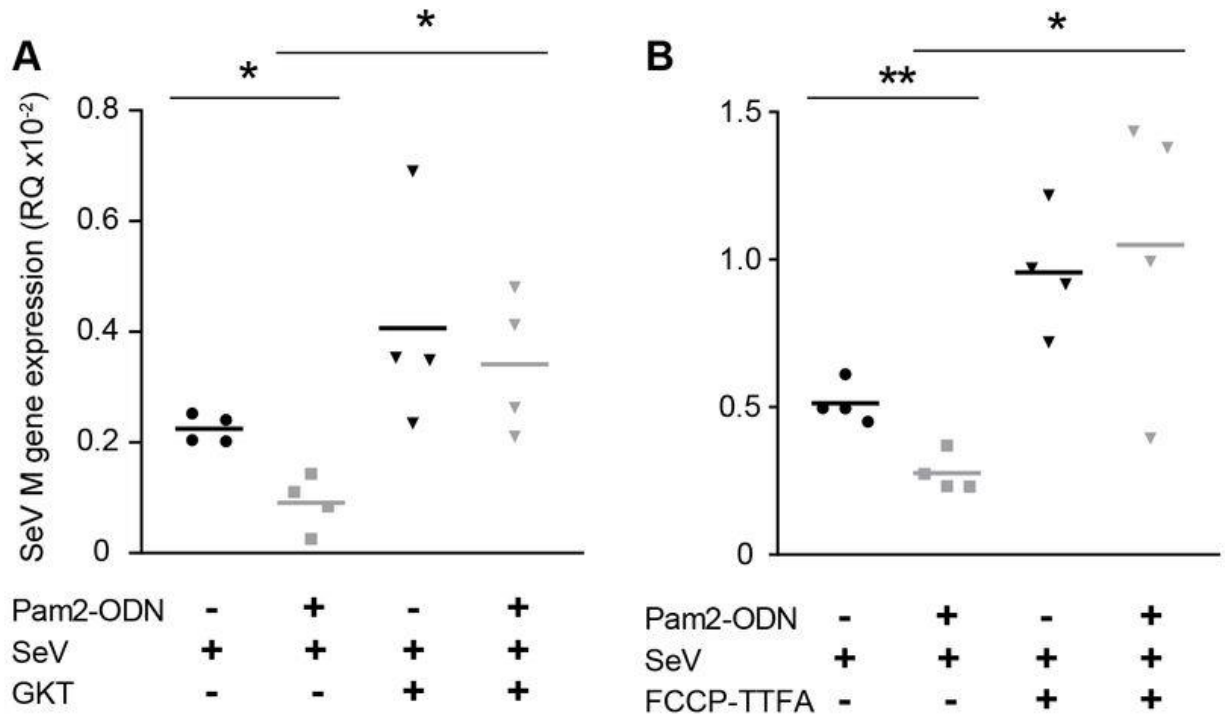 A
*
*
SeV M gene expression (RQ x10⁻²)
0.8
0.6
0.4
0.2
0
Pam2-ODN - + - +
SeV + + + +
GKT - - + +
B
*
**
1.5
1.0
0.5
0
Pam2-ODN - + - +
SeV + + + +
FCCP-TTFA - - + +